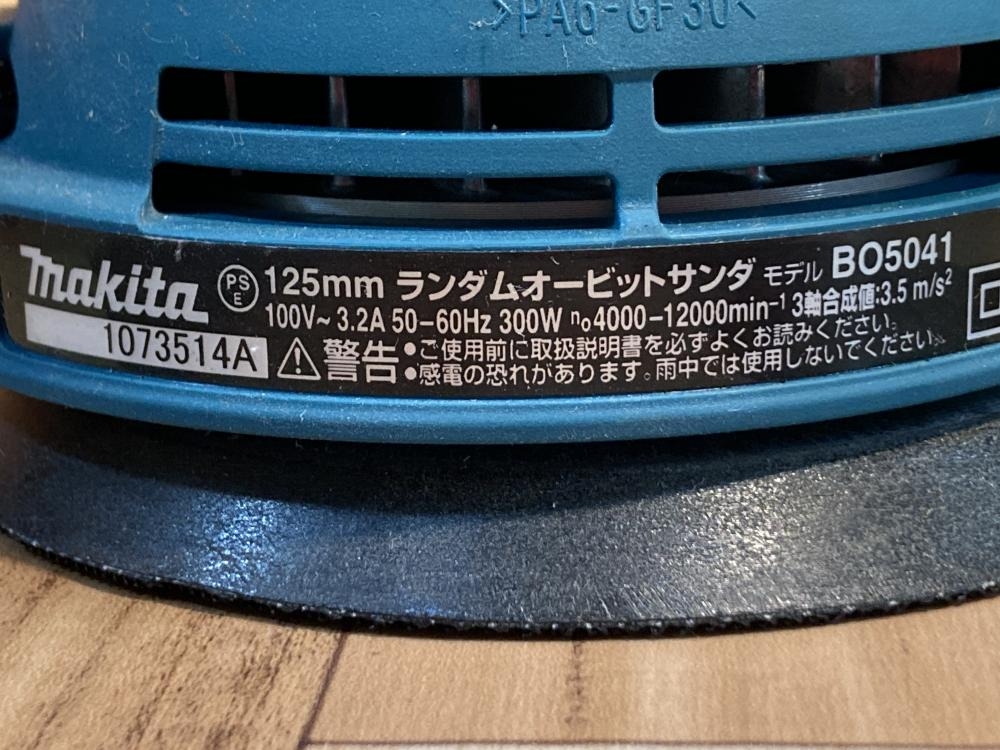 >PA6-GF30<
makita PSE 125mm ランダムオービットサンダ モデル BO5041
100V~ 3.2A 50-60Hz 300W n₀4000-12000min⁻¹ 3軸合成値:3.5 m/s²
1073514A 警告 •ご使用前に取扱説明書を必ずよくお読みください。
•感電の恐れがあります。雨中では使用しないでください。